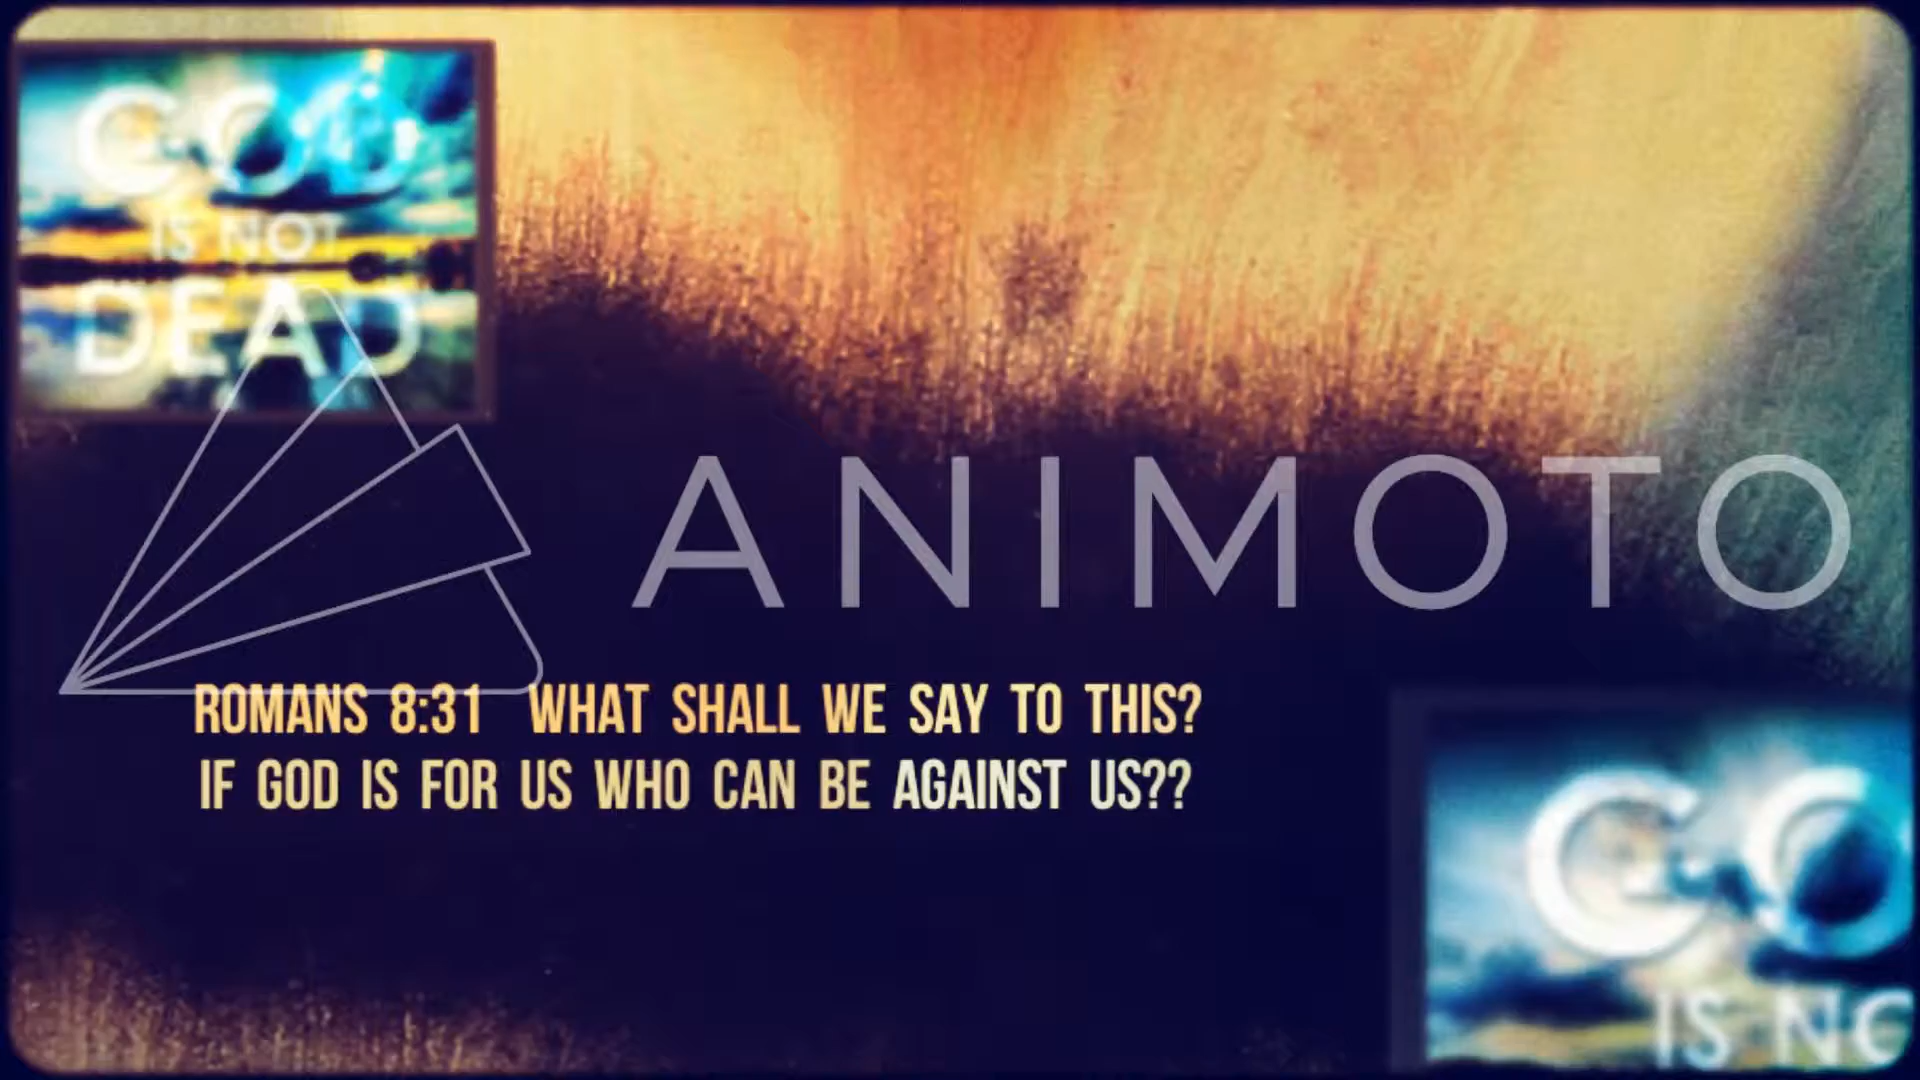 GOD
IS NOT
DEAD
ANIMOTO
ROMANS 8:31 WHAT SHALL WE SAY TO THIS?
IF GOD IS FOR US WHO CAN BE AGAINST US??
GO
IS NO